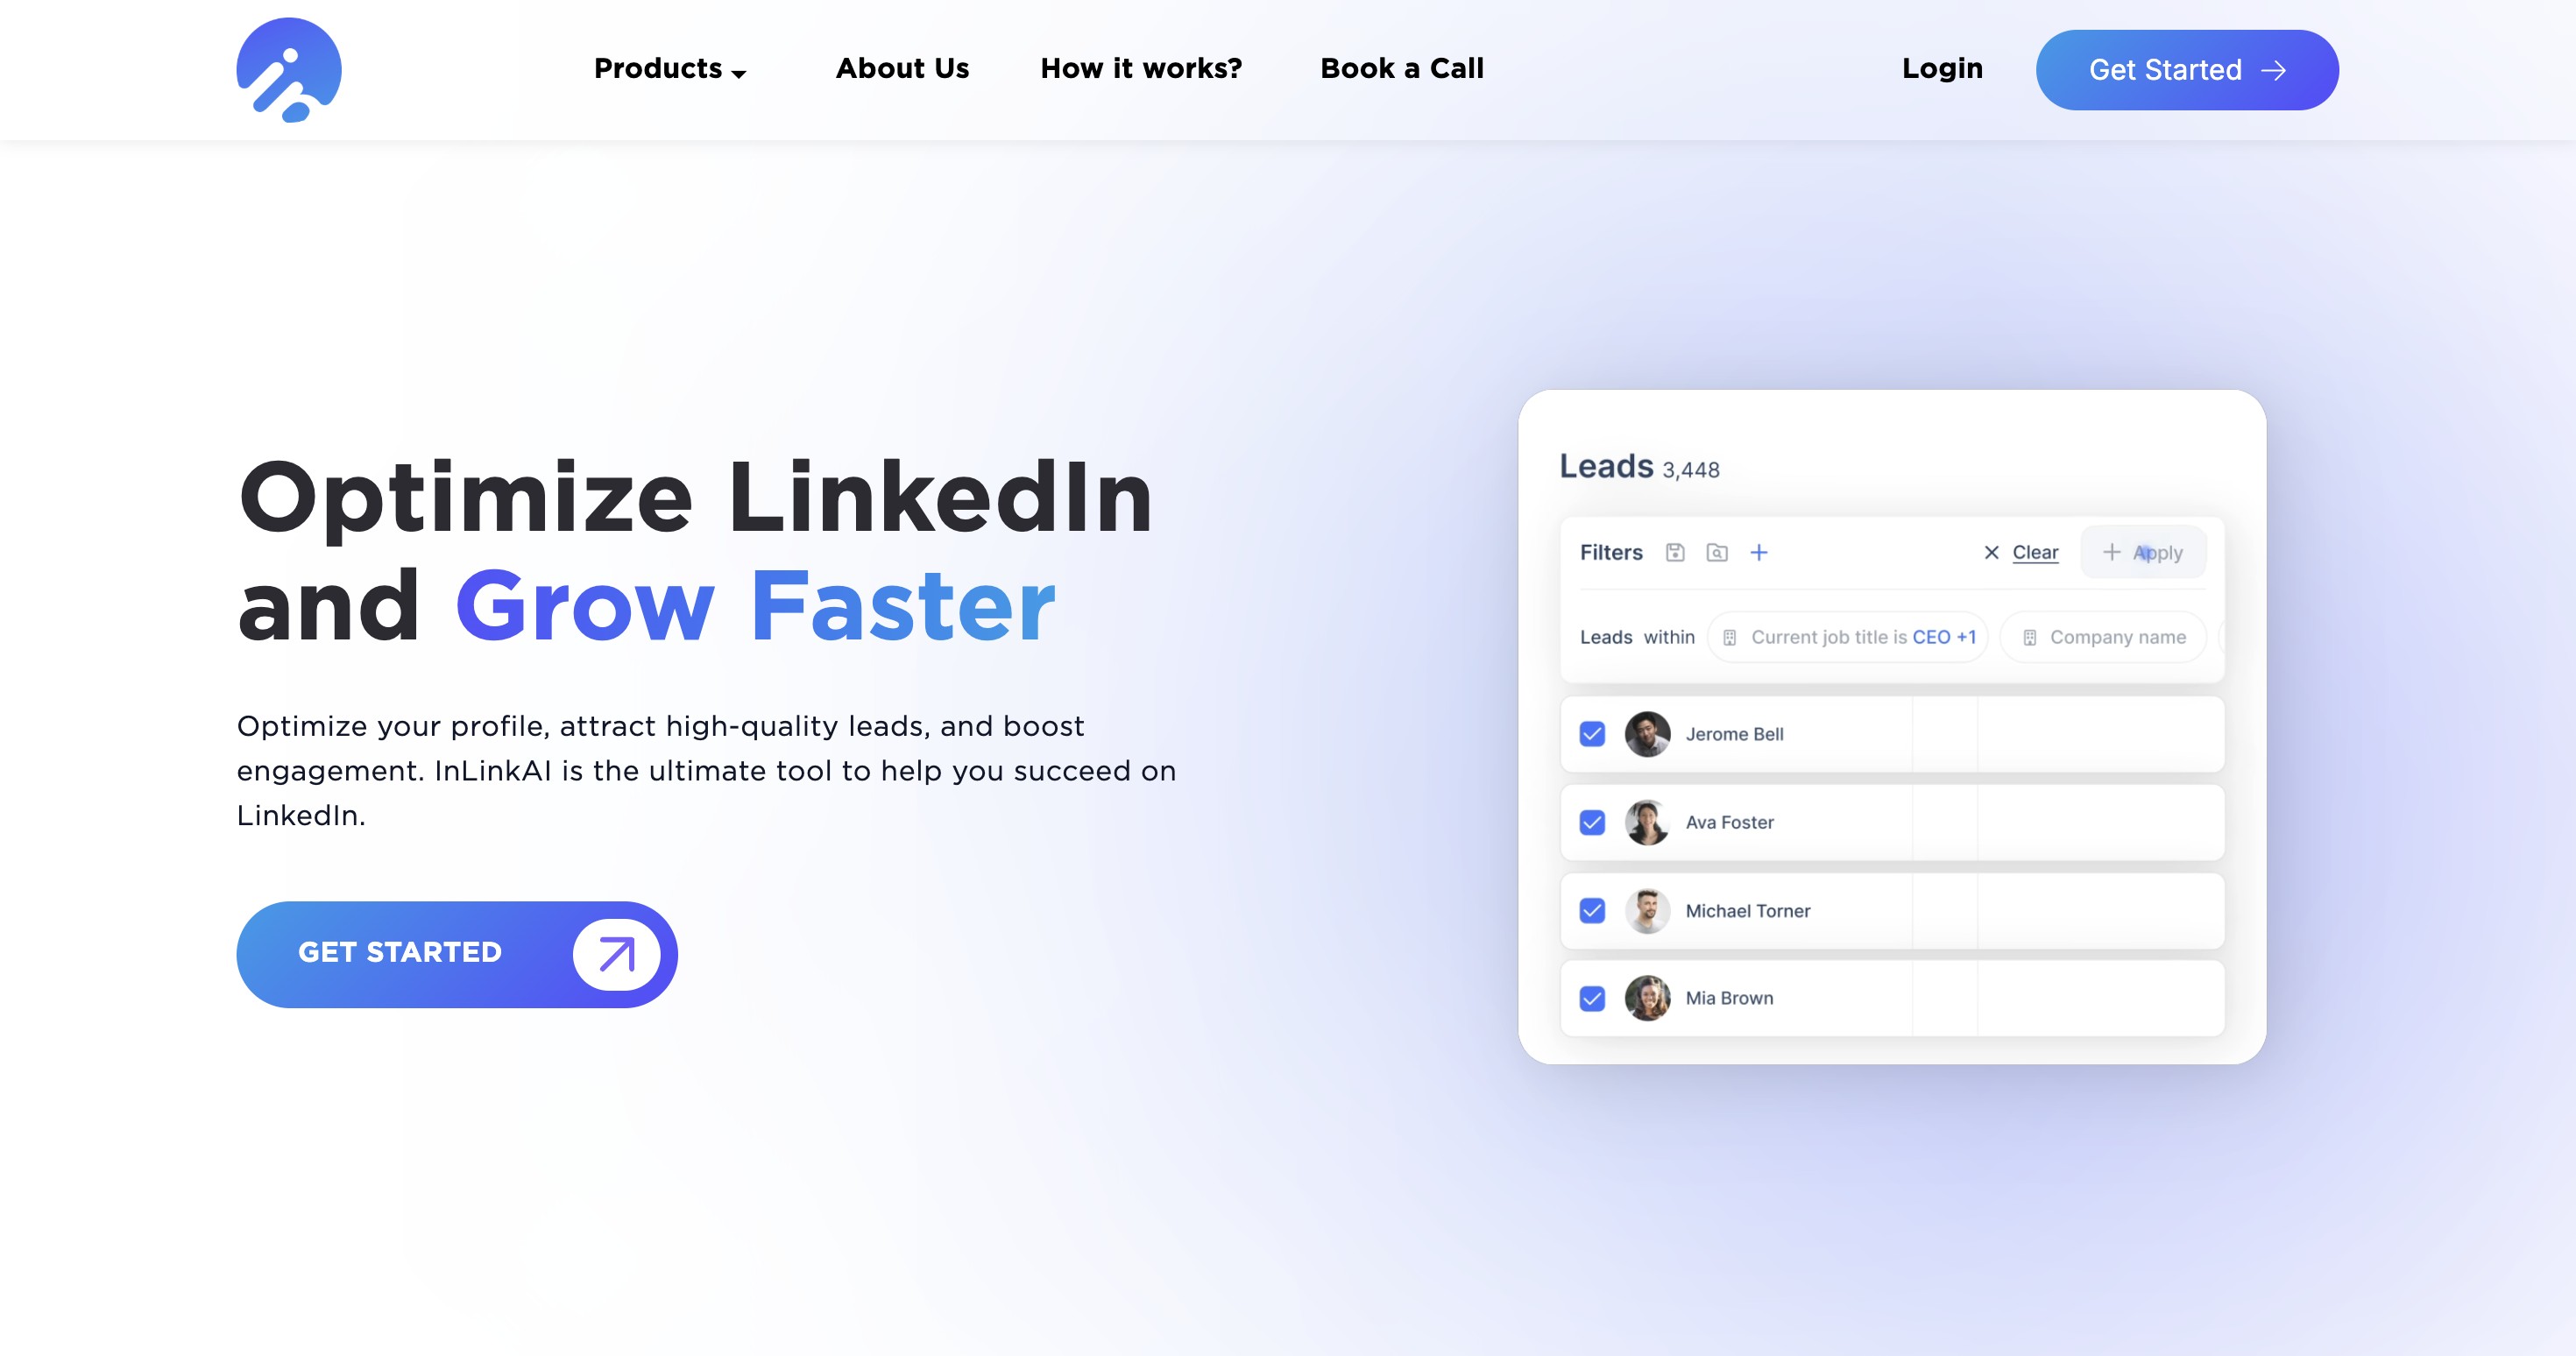 Products
About Us
How it works?
Book a Call
Login
Get Started
Optimize LinkedIn
and Grow Faster
Optimize your profile, attract high-quality leads, and boost
engagement. InLinkAI is the ultimate tool to help you succeed on
LinkedIn.
GET STARTED
Leads 3,448
Filters
Clear
Apply
Leads within
Current job title is CEO +1
Company name
Jerome Bell
Ava Foster
Michael Torner
Mia Brown